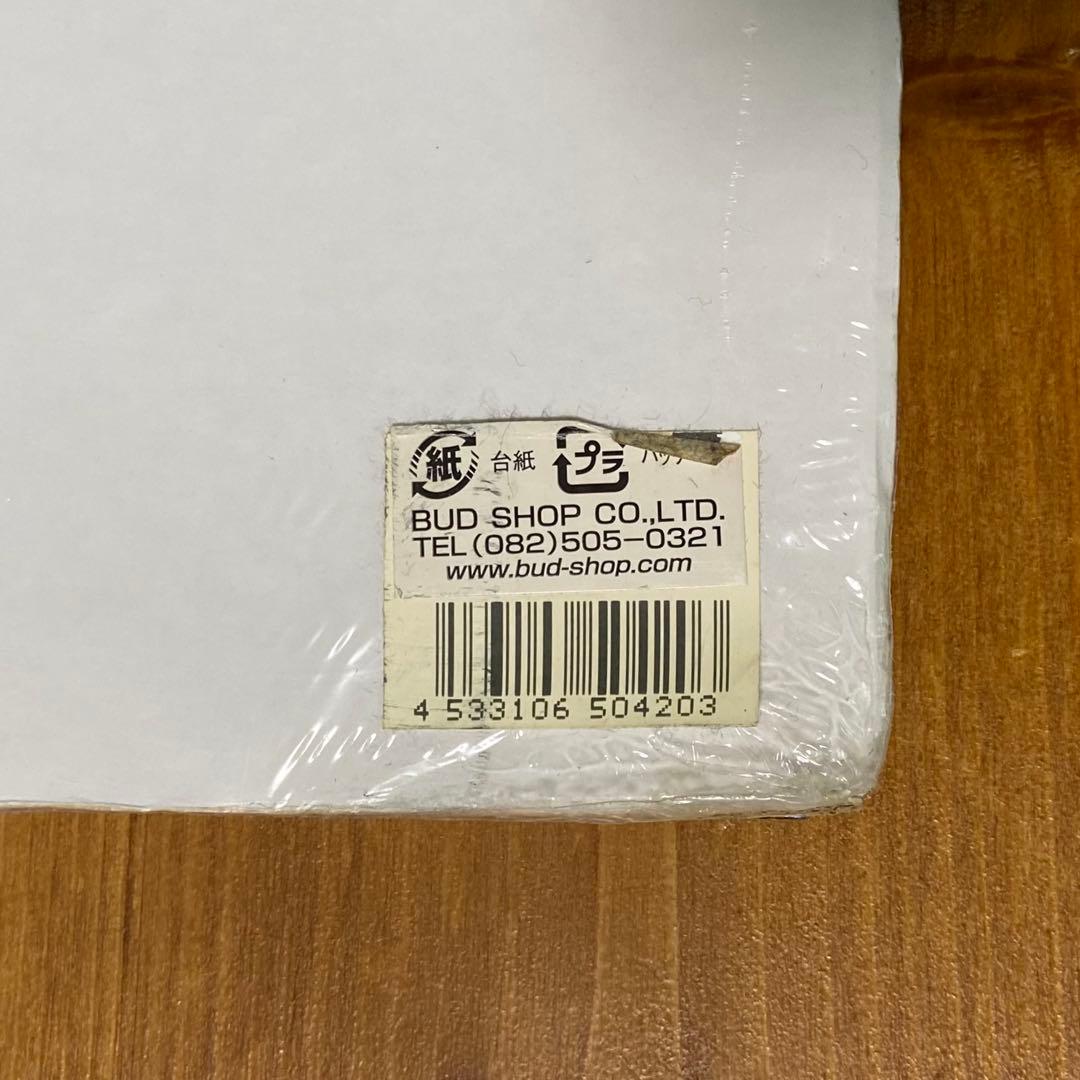 紙 台紙 プラ
BUD SHOP CO.,LTD.
TEL(082)505-0321
www.bud-shop.com
4 533106 504203